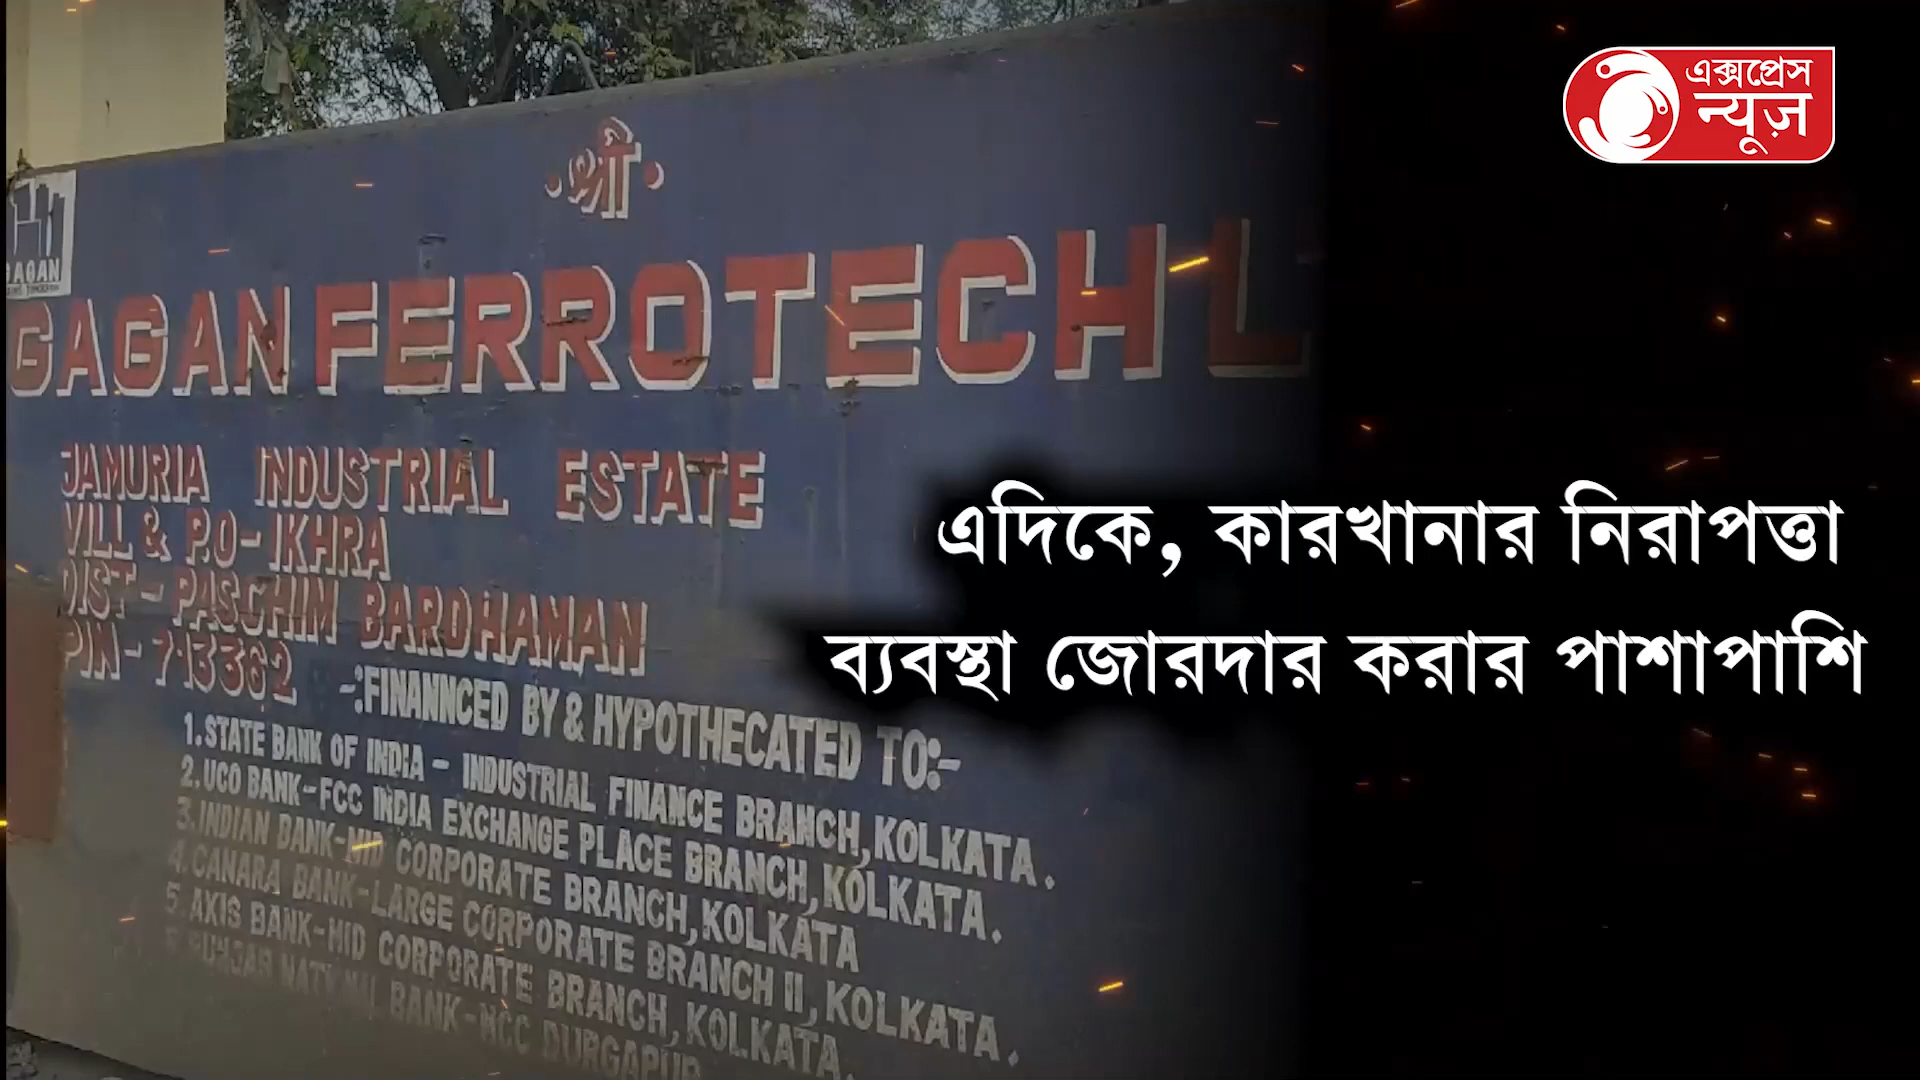 এক্সপ্রেস
ন্যূজ়
·श्री·
GAGAN
GAGAN FERROTECH L
JAMURIA INDUSTRIAL ESTATE
VILL & P.O - IKHRA
DIST - PASCHIM BARDHAMAN
PIN - 713362
-:FINANNCED BY & HYPOTHECATED TO:-
1. STATE BANK OF INDIA - INDUSTRIAL FINANCE BRANCH, KOLKATA.
2. UCO BANK-FCC INDIA EXCHANGE PLACE BRANCH, KOLKATA.
3. INDIAN BANK-MID CORPORATE BRANCH, KOLKATA
4. CANARA BANK-LARGE CORPORATE BRANCH II, KOLKATA.
5. AXIS BANK-MID CORPORATE BRANCH, KOLKATA.
BANK-MCC DURGAPUR
এদিকে, কারখানার নিরাপত্তা
ব্যবস্থা জোরদার করার পাশাপাশি